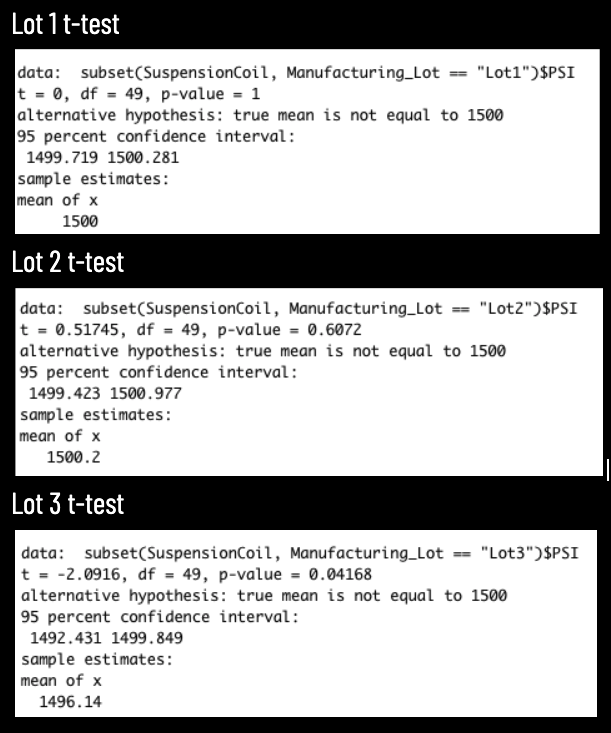 Lot 1 t-test
data:  subset(SuspensionCoil, Manufacturing_Lot == "Lot1")$PSI
t = 0, df = 49, p-value = 1
alternative hypothesis: true mean is not equal to 1500
95 percent confidence interval:
 1499.719 1500.281
sample estimates:
mean of x
     1500
Lot 2 t-test
data:  subset(SuspensionCoil, Manufacturing_Lot == "Lot2")$PSI
t = 0.51745, df = 49, p-value = 0.6072
alternative hypothesis: true mean is not equal to 1500
95 percent confidence interval:
 1499.423 1500.977
sample estimates:
mean of x
   1500.2
Lot 3 t-test
data:  subset(SuspensionCoil, Manufacturing_Lot == "Lot3")$PSI
t = -2.0916, df = 49, p-value = 0.04168
alternative hypothesis: true mean is not equal to 1500
95 percent confidence interval:
 1492.431 1499.849
sample estimates:
mean of x
  1496.14